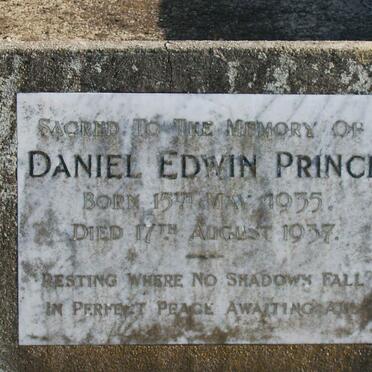 SACRED TO THE MEMORY OF
DANIEL EDWIN PRINCE
BORN 15TH MAY 1935.
DIED 17TH AUGUST 1937.
RESTING WHERE NO SHADOWS FALL
IN PERFECT PEACE AWAITING ALL